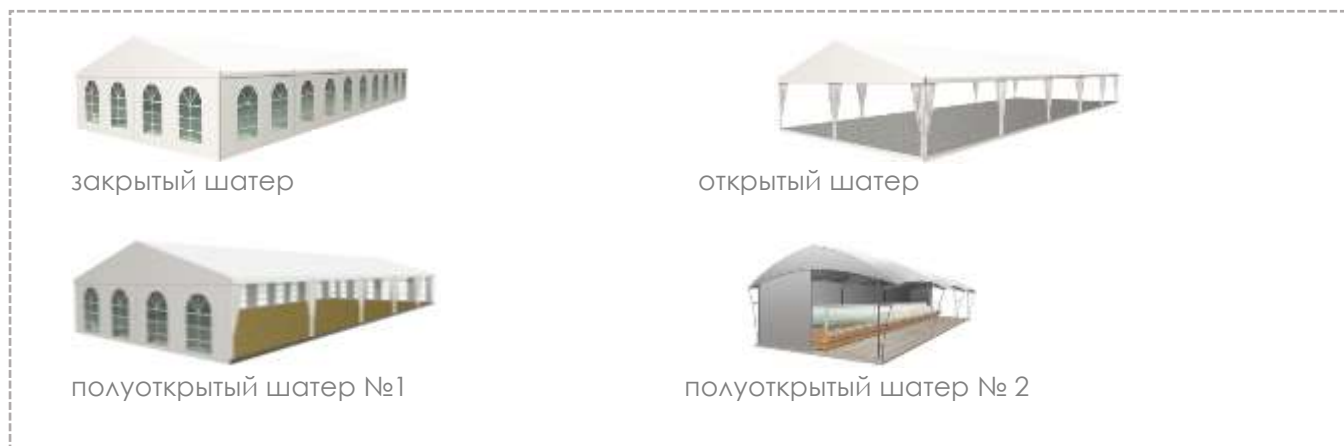 закрытый шатер
открытый шатер
полуоткрытый шатер №1
полуоткрытый шатер № 2